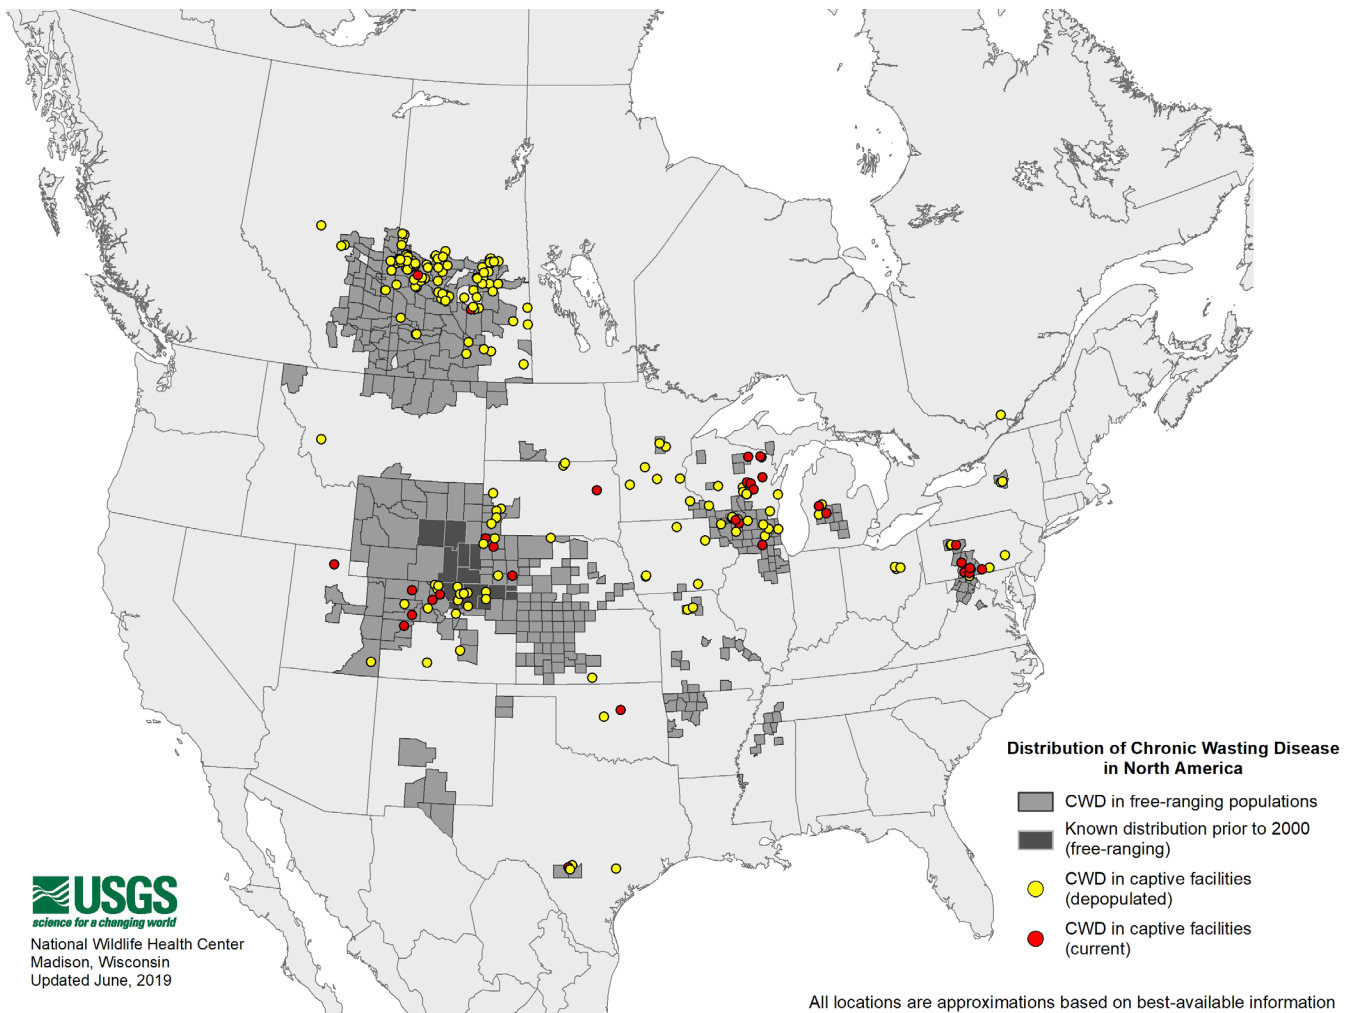 Distribution of Chronic Wasting Disease
in North America
CWD in free-ranging populations
Known distribution prior to 2000
(free-ranging)
CWD in captive facilities
(depopulated)
CWD in captive facilities
(current)
USGS
science for a changing world
National Wildlife Health Center
Madison, Wisconsin
Updated June, 2019
All locations are approximations based on best-available information